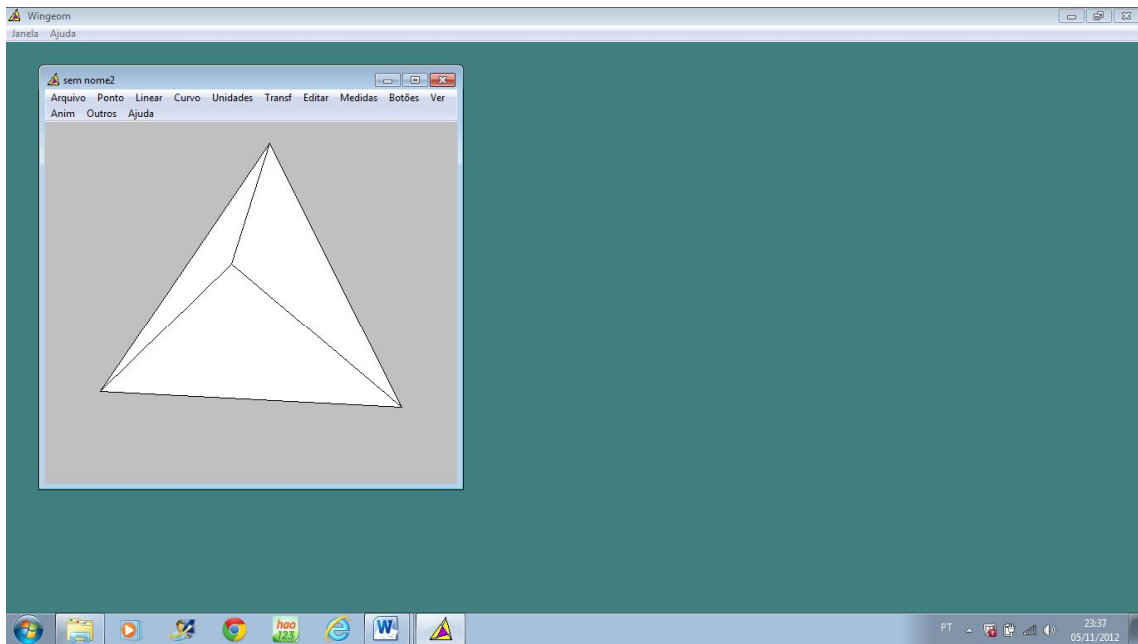 Wingeom
Janela Ajuda
sem nome2
Arquivo Ponto Linear Curvo Unidades Transf Editar Medidas Botões Ver
Anim Outros Ajuda
hao
123
W
PT
23:37
05/11/2012